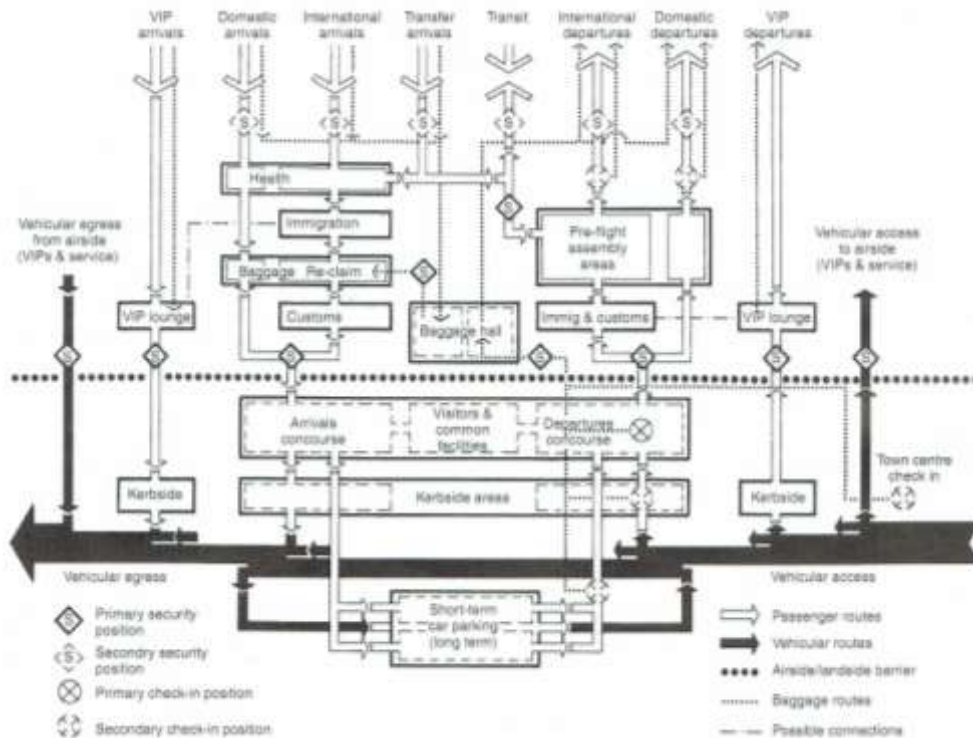 VIP
arrivals
Domestic
arrivals
International
arrivals
Transfer
arrivals
Transit
International
departures
Domestic
departures
VIP
departures
S
S
S
S
S
Health
S
Vehicular egress
from airside
(VIPs & service)
Immigration
Pre-flight
assembly
areas
Vehicular access
to airside
(VIPs & service)
Baggage
Re-claim
S
VIP lounge
Customs
Baggage hall
Immig & customs
VIP lounge
S
S
S
S
S
S
S
Arrivals
concourse
Visitors &
common
facilities
Departures
concourse
Town centre
check in
Kerbside
Kerbside areas
Kerbside
Vehicular egress
Vehicular access
Short-term
car parking
(long term)
S
Primary security
position
S
Secondry security
position
Primary check-in position
Secondary check-in position
Passenger routes
Vehicular routes
Airside/landside barrier
Baggage routes
Possible connections